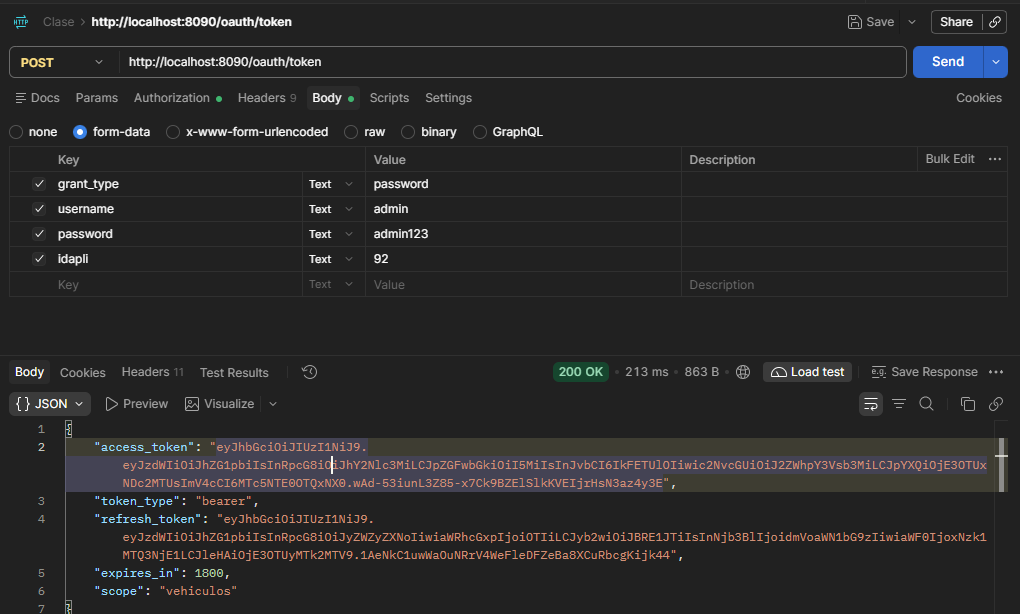 HTTP Clase > http://localhost:8090/oauth/token Save Share
POST http://localhost:8090/oauth/token Send
Docs Params Authorization Headers 9 Body Scripts Settings Cookies
none form-data x-www-form-urlencoded raw binary GraphQL
Key Value Description Bulk Edit
grant_type Text password
username Text admin
password Text admin123
idapli Text 92
Key Text Value Description
Body Cookies Headers 11 Test Results 200 OK 213 ms 863 B Load test e.g. Save Response
{} JSON Preview Visualize
1 {
2 "access_token": "eyJhbGciOiJIUzI1NiJ9.
eyJzdWIiOiJhZG1pbiIsInRpcG8iOiJhY2Nlc3MiLCJpZGFwbGkiOiI5MiIsInJvbCI6IkFETUlOIiwic2NvcGUiOiJ2ZWhpY3Vsb3MiLCJpYXQiOjE3OTUx
NDc2MTUsImV4cCI6MTc5NTE0OTQxNX0.wAd-53iunL3Z85-x7Ck9BZElSlkKVEIjrHsN3az4y3E",
3 "token_type": "bearer",
4 "refresh_token": "eyJhbGciOiJIUzI1NiJ9.
eyJzdWIiOiJhZG1pbiIsInRpcG8iOiJyZWZyZXNoIiwiaWRhcGxpIjoiOTIiLCJyb2wiOiJBRE1JTiIsInNjb3BlIjoidmVoaWN1bG9zIiwiaWF0IjoxNzk1
MTQ3NjE1LCJleHAiOjE3OTUyMTk2MTV9.1AeNkC1uwWaOuNRrV4WeFleDFZeBa8XCuRbcgKijk44",
5 "expires_in": 1800,
6 "scope": "vehiculos"
7 }